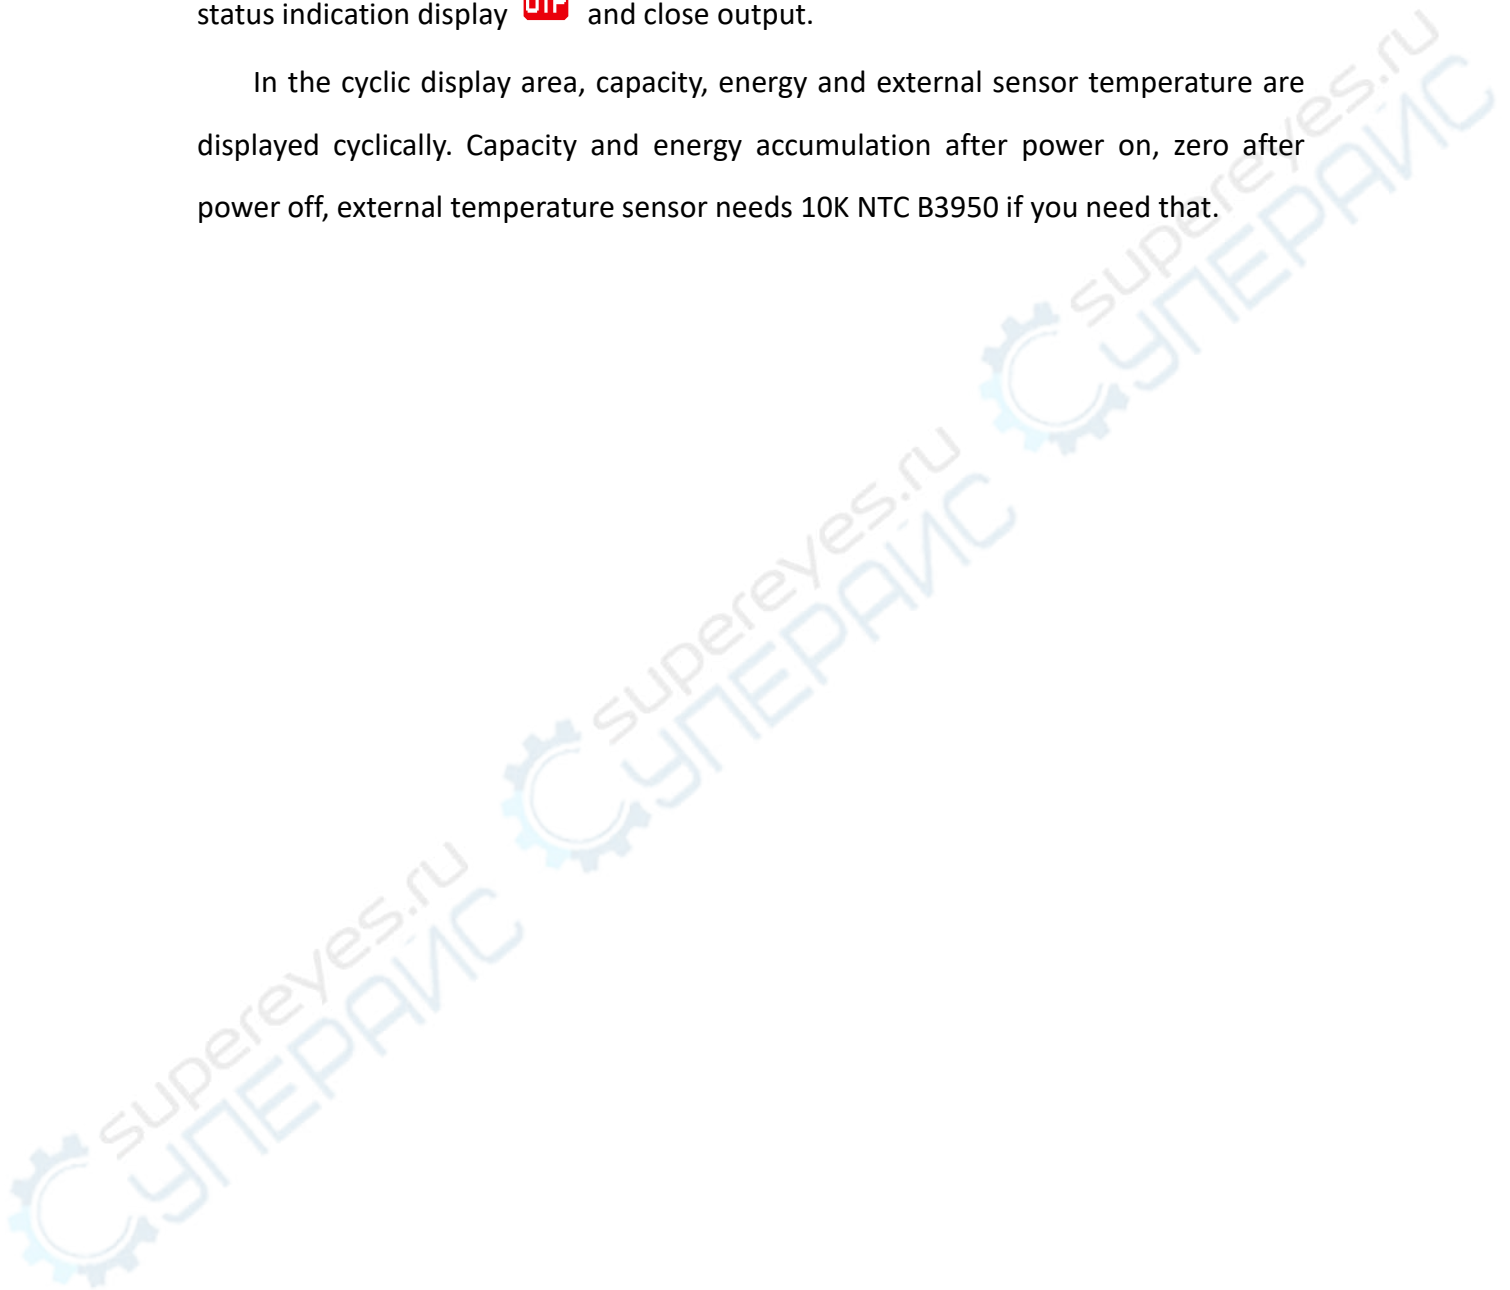 status indication display OTP and close output.
In the cyclic display area, capacity, energy and external sensor temperature are
displayed cyclically. Capacity and energy accumulation after power on, zero after
power off, external temperature sensor needs 10K NTC B3950 if you need that.
supereyes.ru
СУПЕРАЙС
supereyes.ru
СУПЕРАЙС
supereyes.ru
СУПЕРАЙС